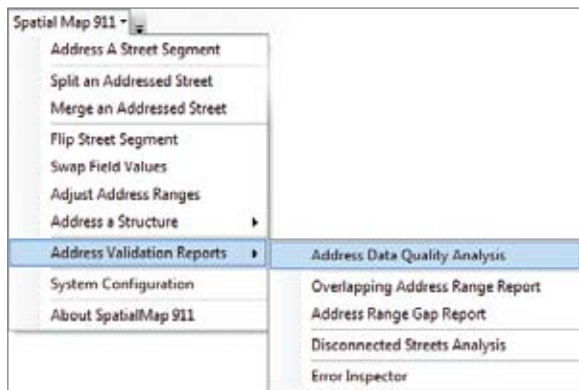 Spatial Map 911
Address A Street Segment
Split an Addressed Street
Merge an Addressed Street
Flip Street Segment
Swap Field Values
Adjust Address Ranges
Address a Structure
Address Validation Reports
System Configuration
About SpatialMap 911
Address Data Quality Analysis
Overlapping Address Range Report
Address Range Gap Report
Disconnected Streets Analysis
Error Inspector